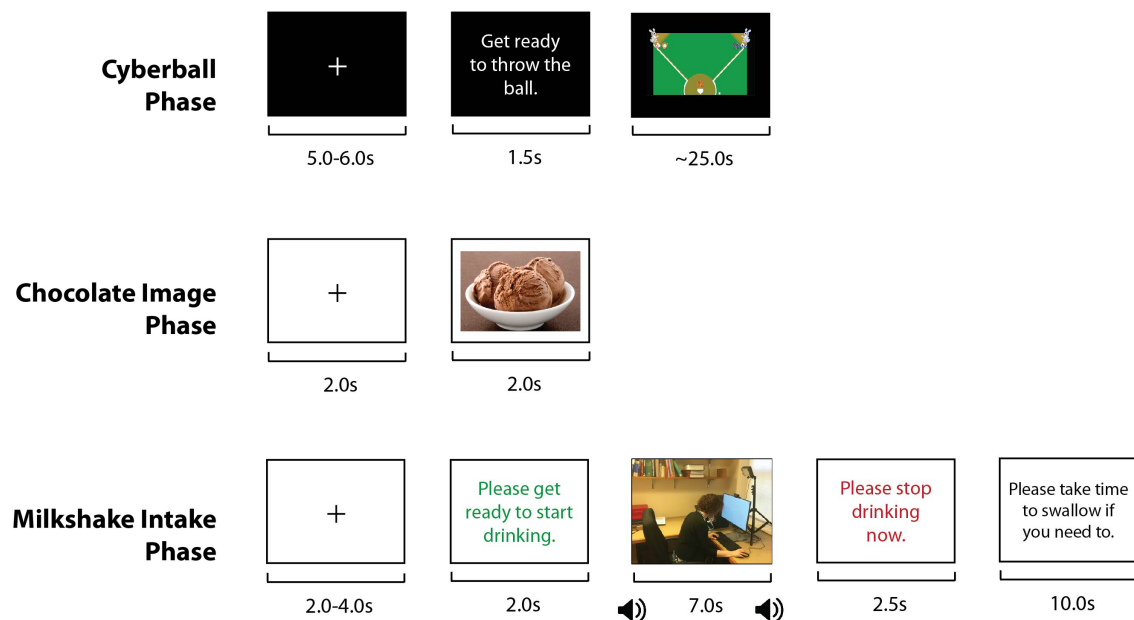 Cyberball
Phase
Get ready
to throw the
ball.
5.0-6.0s
1.5s
~25.0s
Chocolate Image
Phase
2.0s
2.0s
Milkshake Intake
Phase
Please get
ready to start
drinking.
Please stop
drinking
now.
Please take time
to swallow if
you need to.
2.0-4.0s
2.0s
7.0s
2.5s
10.0s